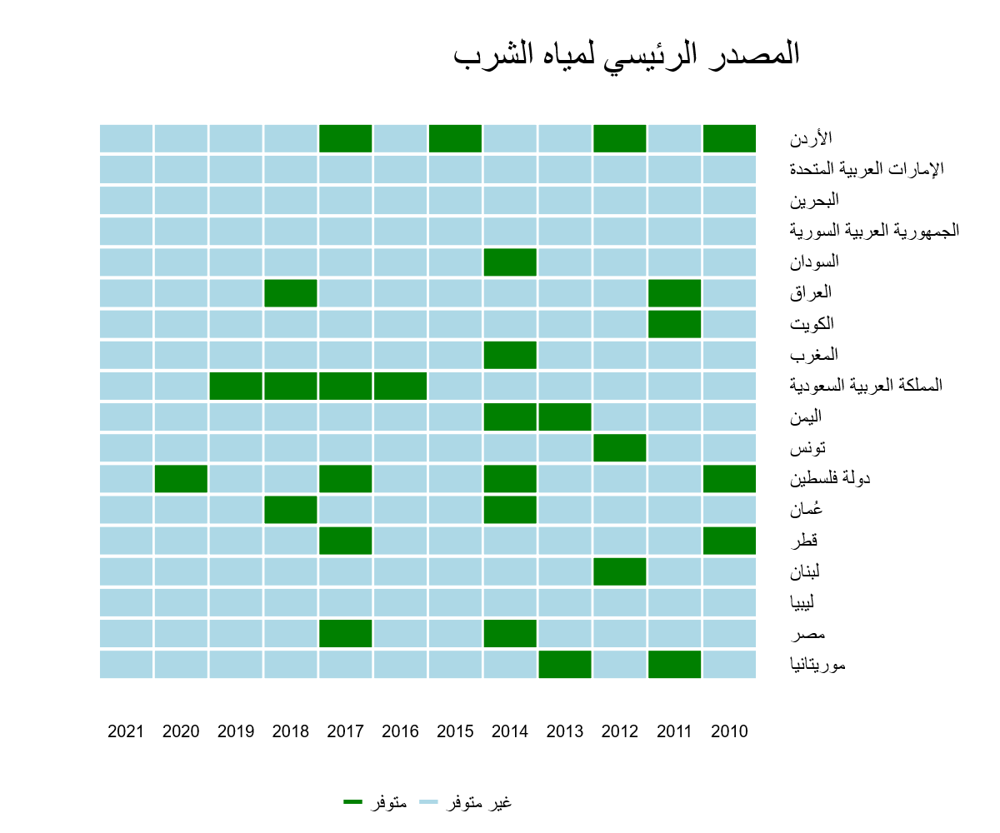 المصدر الرئيسي لمياه الشرب
الأردن
الإمارات العربية المتحدة
البحرين
الجمهورية العربية السورية
السودان
العراق
الكويت
المغرب
المملكة العربية السعودية
اليمن
تونس
دولة فلسطين
عُمان
قطر
لبنان
ليبيا
مصر
موريتانيا
2021 2020 2019 2018 2017 2016 2015 2014 2013 2012 2011 2010
غير متوفر متوفر